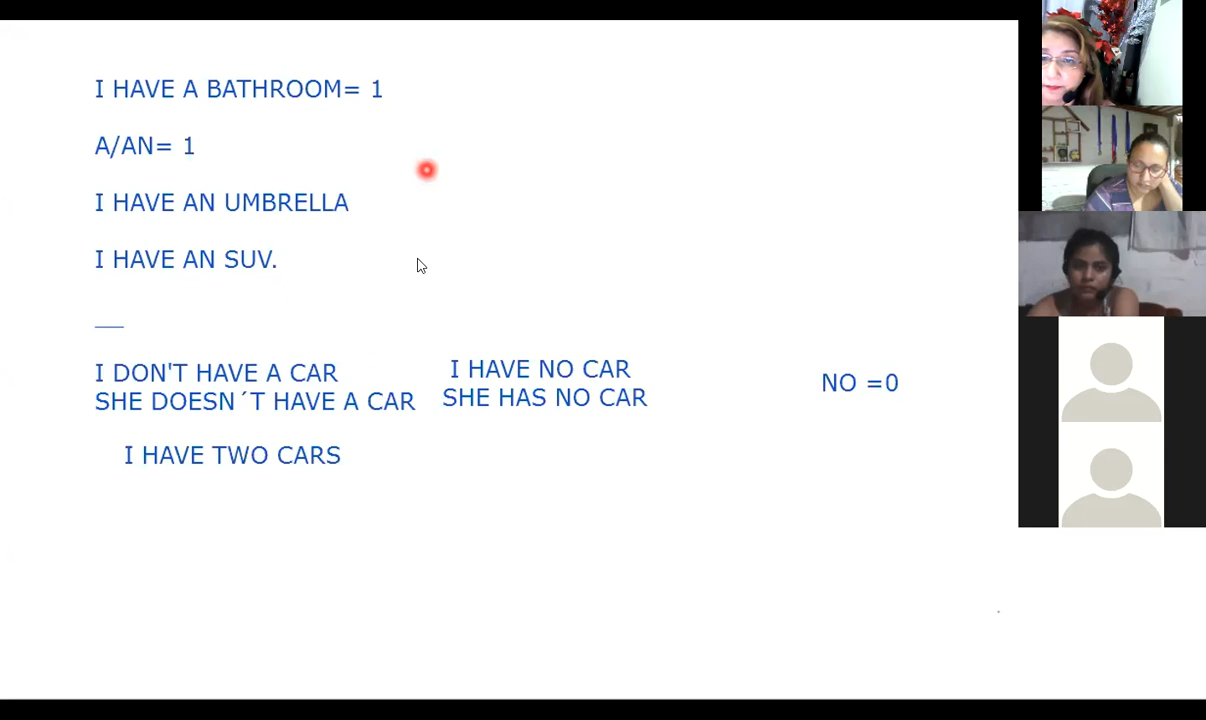 I HAVE A BATHROOM= 1
A/AN= 1
I HAVE AN UMBRELLA
I HAVE AN SUV.
I DON'T HAVE A CAR
SHE DOESN´T HAVE A CAR
I HAVE NO CAR
SHE HAS NO CAR
NO =0
I HAVE TWO CARS